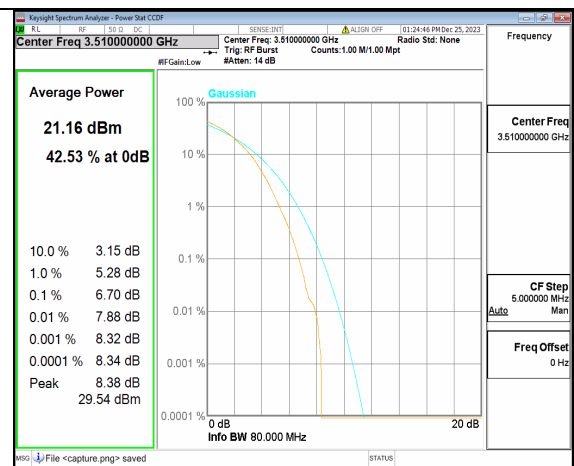 Keysight Spectrum Analyzer - Power Stat CCDF
RL RF 50 Ω DC SENSE:INT ALIGN OFF 01:24:46 PM Dec 25, 2023
Center Freq 3.510000000 GHz
Center Freq: 3.510000000 GHz Radio Std: None
Trig: RF Burst Counts:1.00 M/1.00 Mpt
#IFGain:Low #Atten: 14 dB
Frequency
Average Power
21.16 dBm
42.53 % at 0dB
10.0 % 3.15 dB
1.0 % 5.28 dB
0.1 % 6.70 dB
0.01 % 7.88 dB
0.001 % 8.32 dB
0.0001 % 8.34 dB
Peak 8.38 dB
29.54 dBm
Gaussian
100 %
10 %
1 %
0.1 %
0.01 %
0.001 %
0.0001 %
0 dB 20 dB
Info BW 80.000 MHz
Center Freq
3.510000000 GHz
CF Step
5.000000 MHz
Auto Man
Freq Offset
0 Hz
MSG File <capture.png> saved STATUS